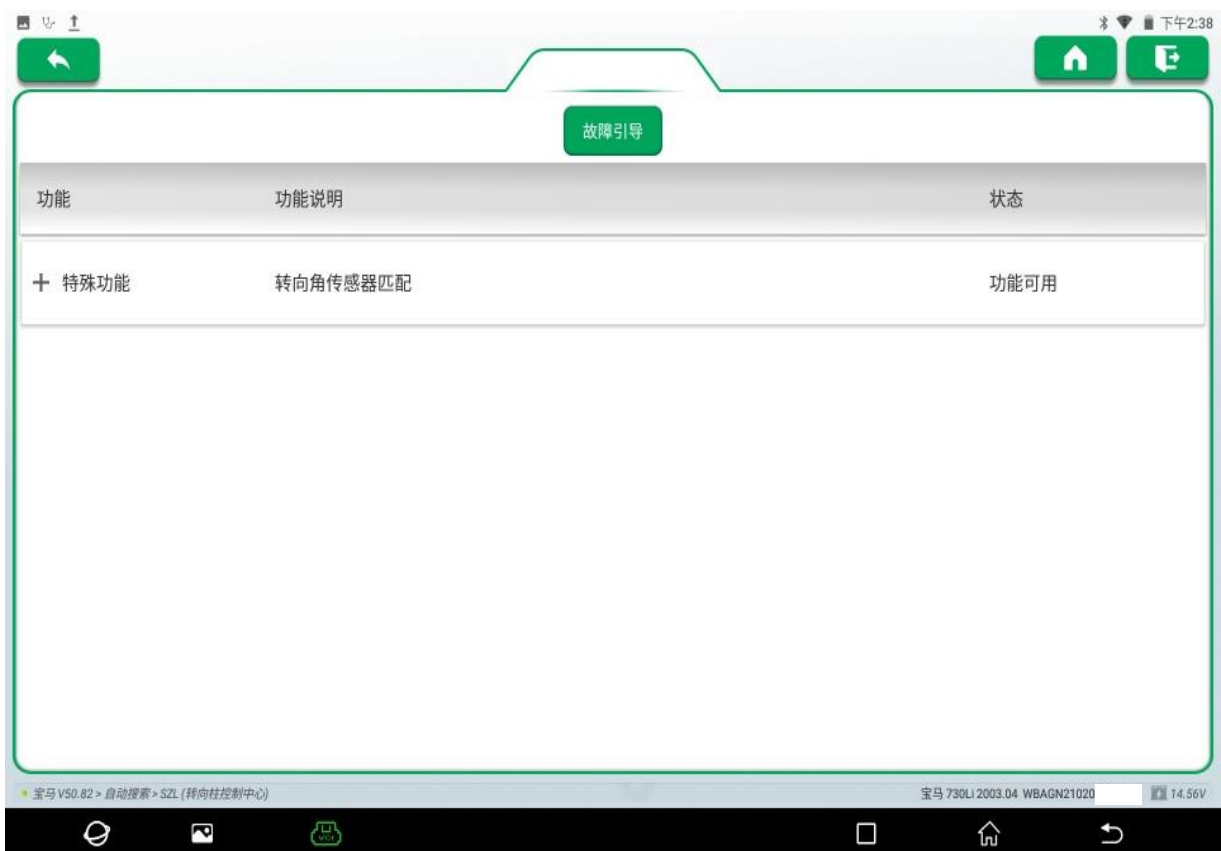 下午2:38
故障引导
功能 功能说明 状态
特殊功能 转向角传感器匹配 功能可用
宝马 V50.82 > 自动搜索 > SZL (转向柱控制中心) 宝马 730Li 2003.04 WBAGN21020 14.56V
VCI